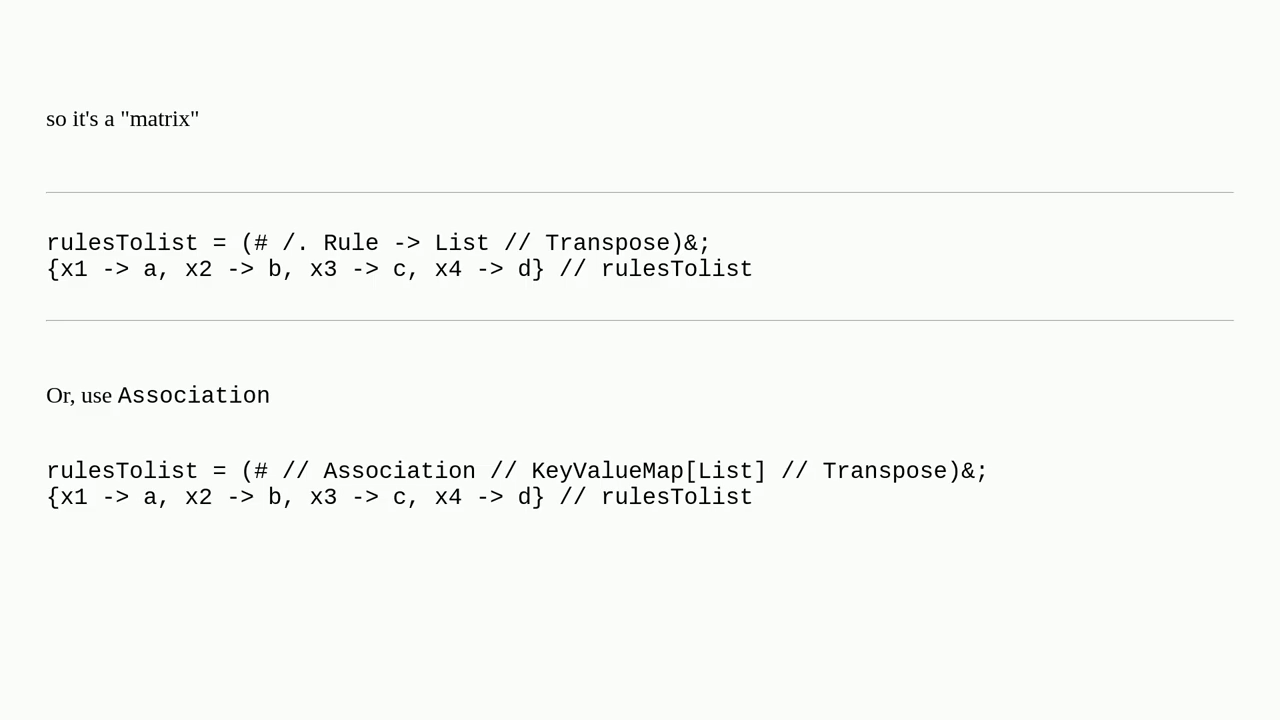 so it's a "matrix"
rulesTolist = (# /. Rule -> List // Transpose)&;
{x1 -> a, x2 -> b, x3 -> c, x4 -> d} // rulesTolist
Or, use Association
rulesTolist = (# // Association // KeyValueMap[List] // Transpose)&;
{x1 -> a, x2 -> b, x3 -> c, x4 -> d} // rulesTolist